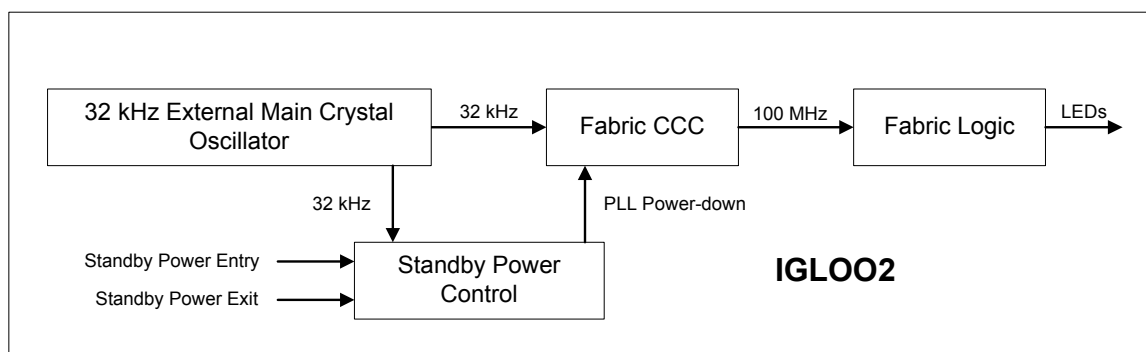 32 kHz External Main Crystal
Oscillator
32 kHz
Fabric CCC
100 MHz
Fabric Logic
LEDs
32 kHz
PLL Power-down
Standby Power Entry
Standby Power Exit
Standby Power
Control
IGLOO2